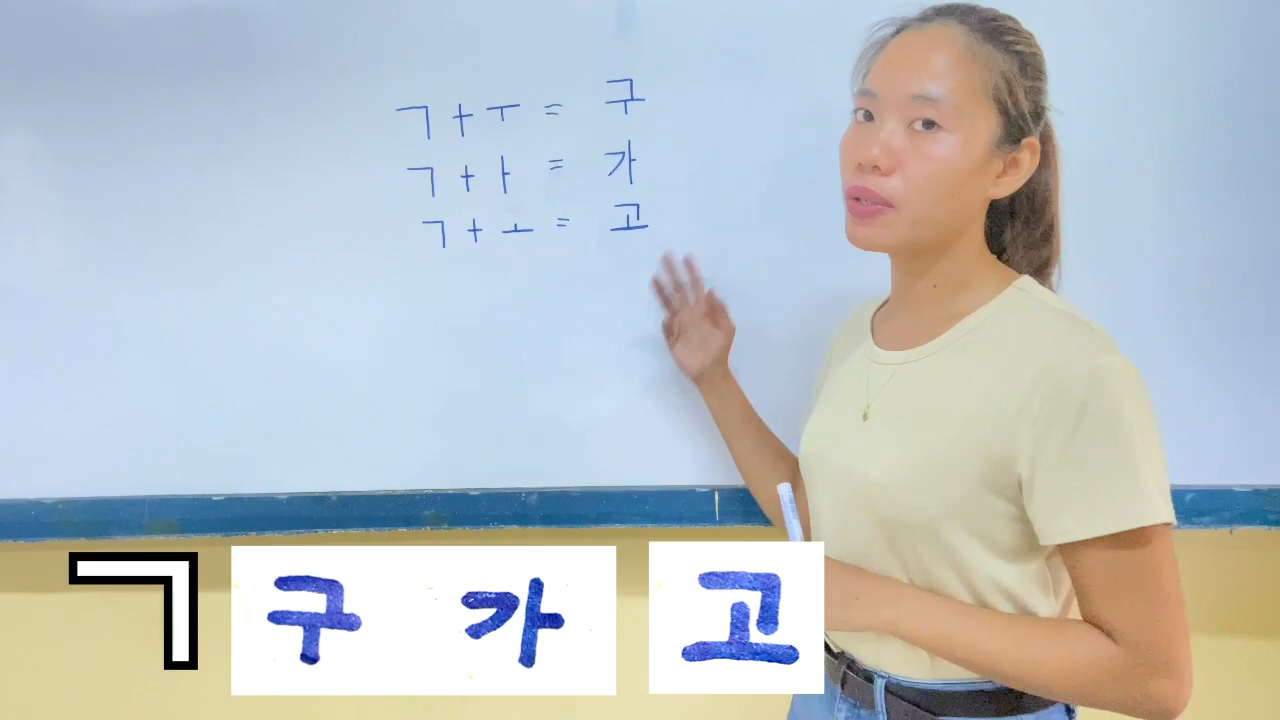 ㄱ + ㅜ = 구
ㄱ + ㅏ = 가
ㄱ + ㅗ = 고
ㄱ 구 가 고